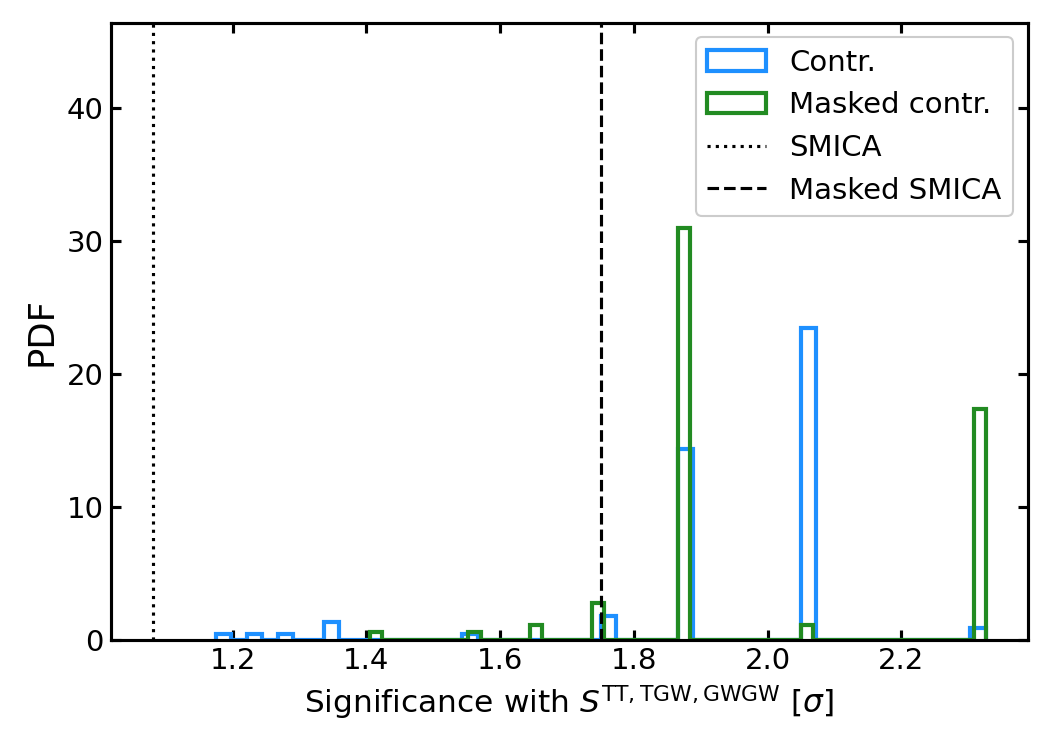 Contr.
Masked contr.
SMICA
Masked SMICA
PDF
40
30
20
10
0
1.2 1.4 1.6 1.8 2.0 2.2
Significance with S^{TT, TGW, GWGW} [σ]